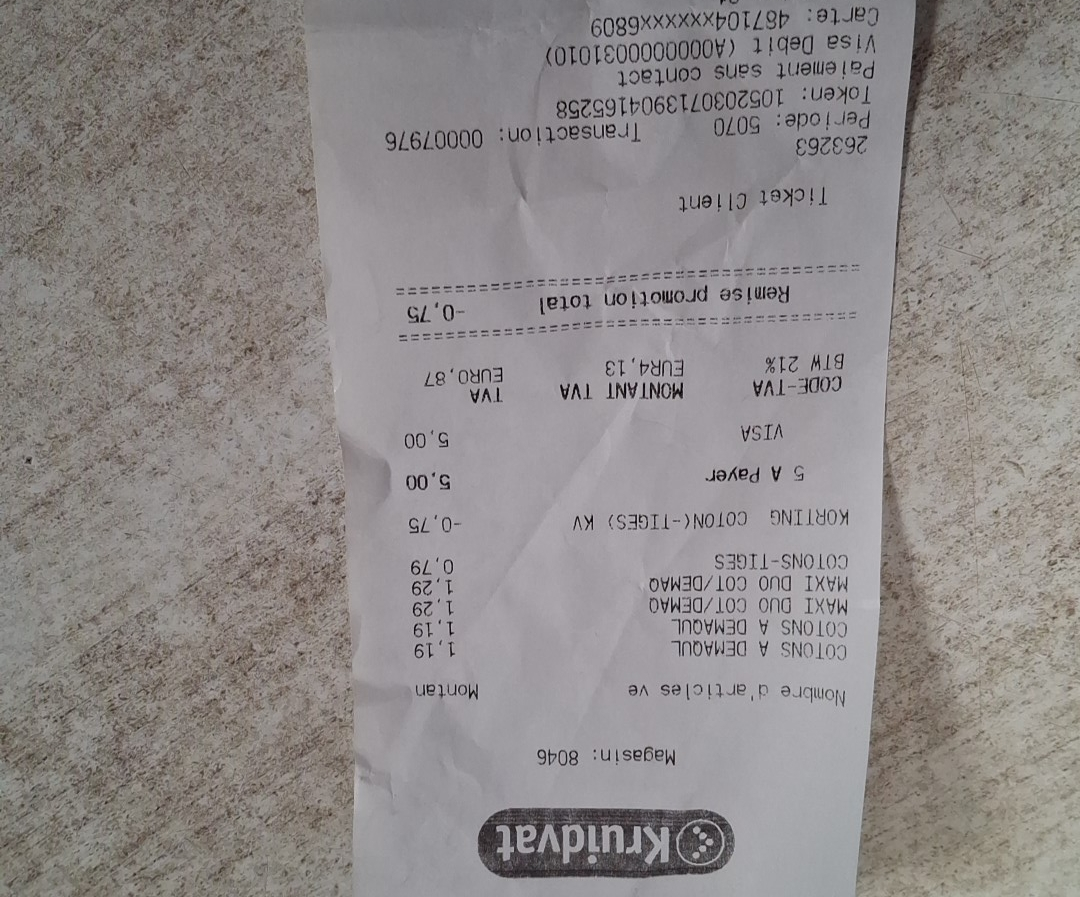 Kruidvat
Magasin: 8046
Nombre d'articles ve Montan
COTONS A DEMAQUL 1,19
COTONS A DEMAQUL 1,19
MAXI DUO COT/DEMAQ 1,29
MAXI DUO COT/DEMAQ 1,29
COTONS-TIGES 0,79
KORTING COTON(-TIGES) KV -0,75
5 A Payer 5,00
VISA 5,00
CODE-TVA MONTANT TVA TVA
BTW 21% EUR4,13 EURO,87
========================================
Remise promotion total -0,75
========================================
Ticket Client
263263
Periode: 5070 Transaction: 00007976
Token: 1052030713904165258
Paiement sans contact
Visa Debit (A0000000031010)
Carte: 487104xxxxxxx6809